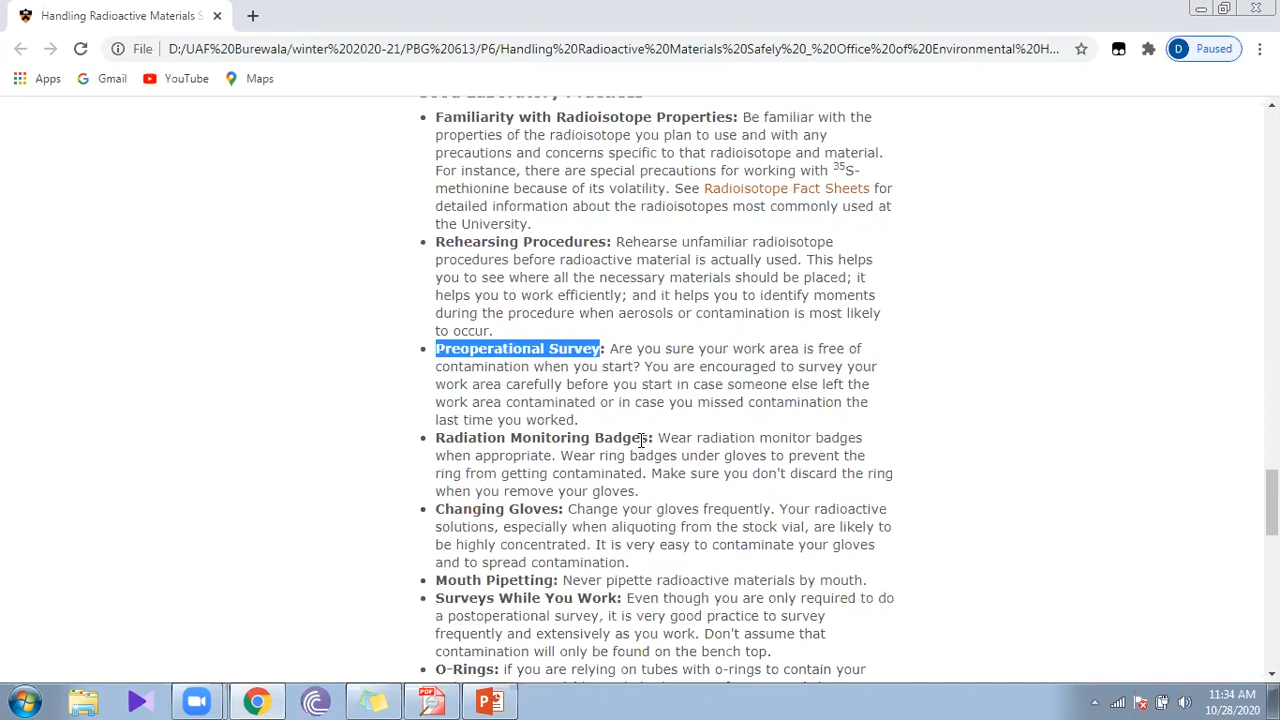 Handling Radioactive Materials S
File
D:/UAF%20Burewala/winter%202020-21/PBG%20613/P6/Handling%20Radioactive%20Materials%20Safely%20_%20Office%20of%20Environmental%20H...
D
Paused
Apps
Gmail
YouTube
Maps
Good Laboratory Practices
• Familiarity with Radioisotope Properties: Be familiar with the
properties of the radioisotope you plan to use and with any
precautions and concerns specific to that radioisotope and material.
For instance, there are special precautions for working with 35S-
methionine because of its volatility. See Radioisotope Fact Sheets for
detailed information about the radioisotopes most commonly used at
the University.
• Rehearsing Procedures: Rehearse unfamiliar radioisotope
procedures before radioactive material is actually used. This helps
you to see where all the necessary materials should be placed; it
helps you to work efficiently; and it helps you to identify moments
during the procedure when aerosols or contamination is most likely
to occur.
• Preoperational Survey: Are you sure your work area is free of
contamination when you start? You are encouraged to survey your
work area carefully before you start in case someone else left the
work area contaminated or in case you missed contamination the
last time you worked.
• Radiation Monitoring Badges: Wear radiation monitor badges
when appropriate. Wear ring badges under gloves to prevent the
ring from getting contaminated. Make sure you don't discard the ring
when you remove your gloves.
• Changing Gloves: Change your gloves frequently. Your radioactive
solutions, especially when aliquoting from the stock vial, are likely to
be highly concentrated. It is very easy to contaminate your gloves
and to spread contamination.
• Mouth Pipetting: Never pipette radioactive materials by mouth.
• Surveys While You Work: Even though you are only required to do
a postoperational survey, it is very good practice to survey
frequently and extensively as you work. Don't assume that
contamination will only be found on the bench top.
• O-Rings: if you are relying on tubes with o-rings to contain your
11:34 AM
10/28/2020